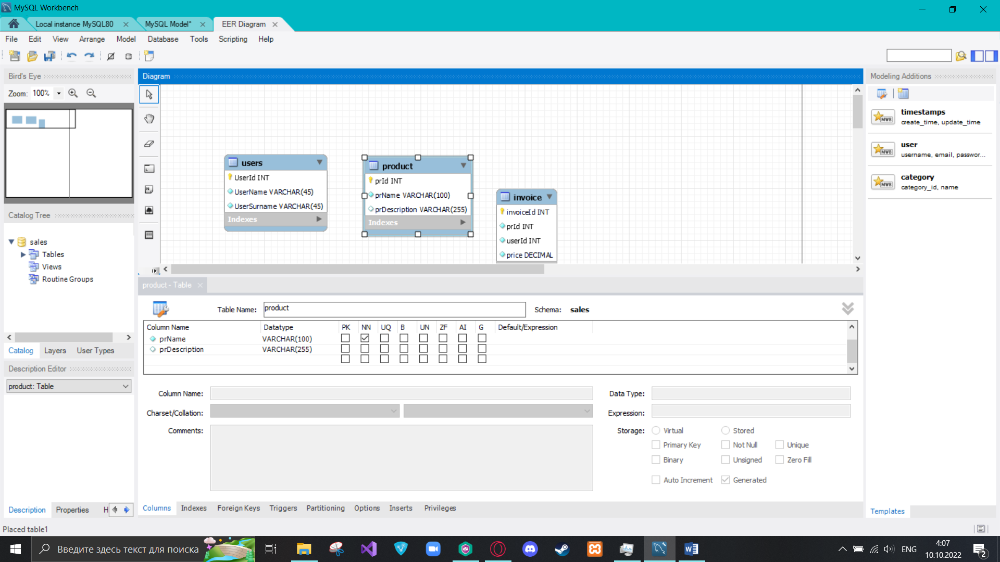 MySQL Workbench
Local instance MySQL80
MySQL Model*
EER Diagram
File Edit View Arrange Model Database Tools Scripting Help
Bird's Eye
Zoom: 100%
Catalog Tree
sales
Tables
Views
Routine Groups
Catalog Layers User Types
Description Editor
product: Table
Description Properties H
Placed table1
Diagram
users
UserId INT
UserName VARCHAR(45)
UserSurname VARCHAR(45)
Indexes
product
prId INT
prName VARCHAR(100)
prDescription VARCHAR(255)
Indexes
invoice
invoiceId INT
prId INT
userId INT
price DECIMAL
product - Table
Table Name: product Schema: sales
Column Name Datatype PK NN UQ B UN ZF AI G Default/Expression
prName VARCHAR(100)
prDescription VARCHAR(255)
Column Name: Data Type:
Charset/Collation: Expression:
Comments: Storage: Virtual Stored
Primary Key Not Null Unique
Binary Unsigned Zero Fill
Auto Increment Generated
Columns Indexes Foreign Keys Triggers Partitioning Options Inserts Privileges
Modeling Additions
MWB
timestamps
create_time, update_time
MWB
user
username, email, passwor...
MWB
category
category_id, name
Templates
Введите здесь текст для поиска
ENG
4:07
10.10.2022
2